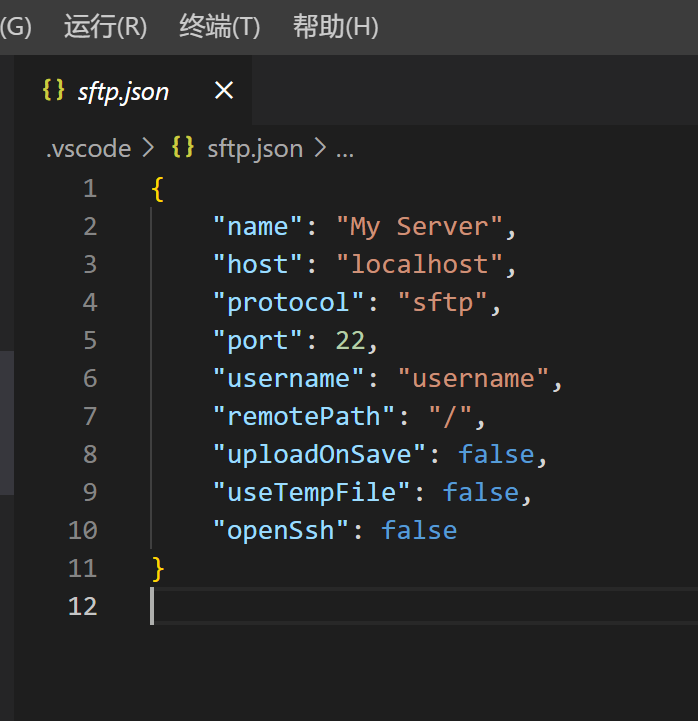 (G) 运行(R) 终端(T) 帮助(H)
{} sftp.json ×
.vscode > {} sftp.json > ...
1 {
2 "name": "My Server",
3 "host": "localhost",
4 "protocol": "sftp",
5 "port": 22,
6 "username": "username",
7 "remotePath": "/",
8 "uploadOnSave": false,
9 "useTempFile": false,
10 "openSsh": false
11 }
12